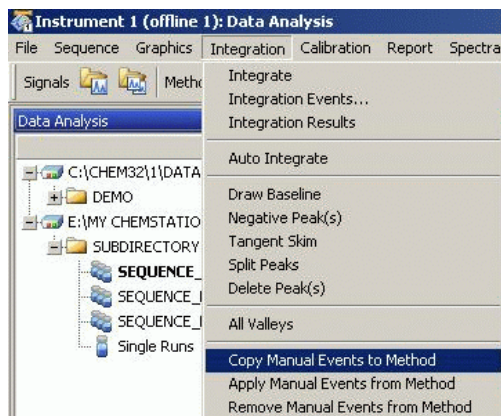 Instrument 1 (offline 1): Data Analysis
File Sequence Graphics Integration Calibration Report Spectra
Signals
Data Analysis
C:\CHEM32\1\DATA
DEMO
E:\MY CHEMSTATIO
SUBDIRECTORY
SEQUENCE_
SEQUENCE_
SEQUENCE_
Single Runs
Integrate
Integration Events...
Integration Results
Auto Integrate
Draw Baseline
Negative Peak(s)
Tangent Skim
Split Peaks
Delete Peak(s)
All Valleys
Copy Manual Events to Method
Apply Manual Events from Method
Remove Manual Events from Method